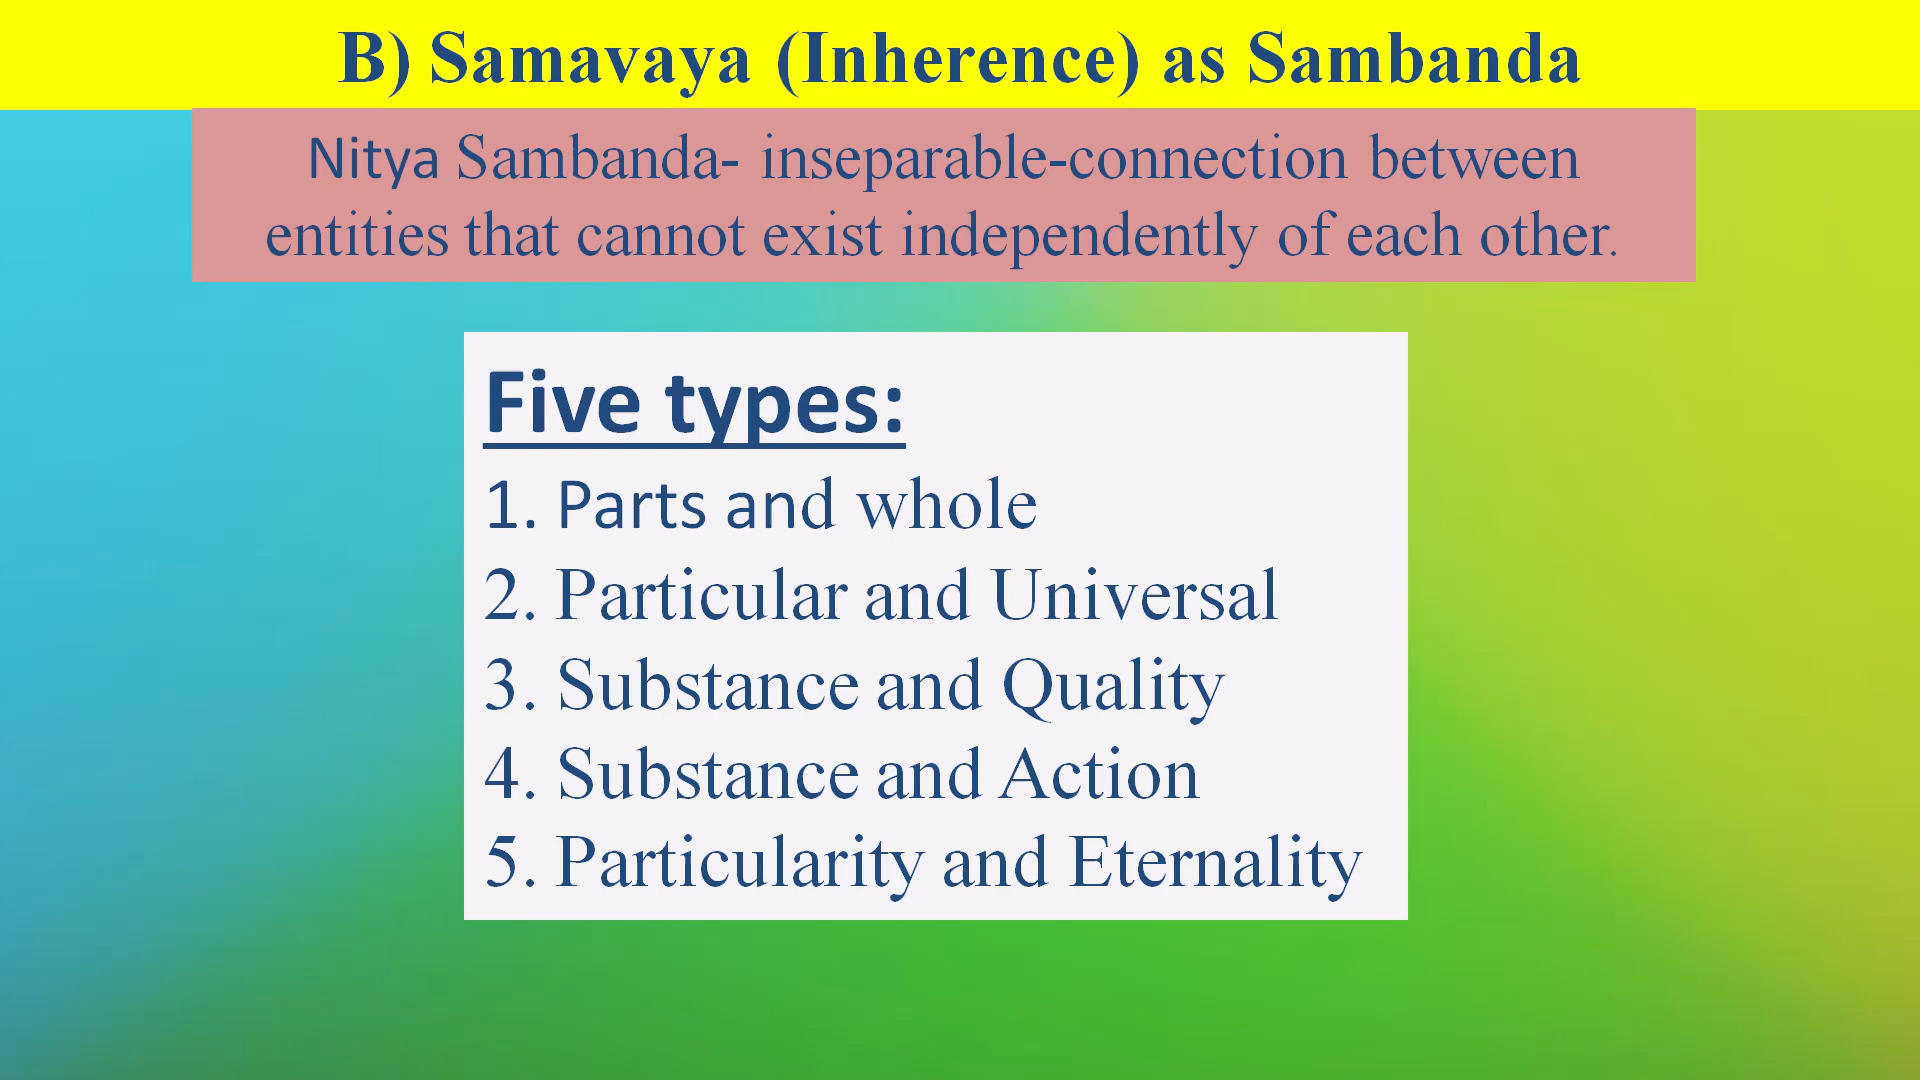 B) Samavaya (Inherence) as Sambanda
Nitya Sambanda- inseparable-connection between
entities that cannot exist independently of each other.
Five types:
1. Parts and whole
2. Particular and Universal
3. Substance and Quality
4. Substance and Action
5. Particularity and Eternality